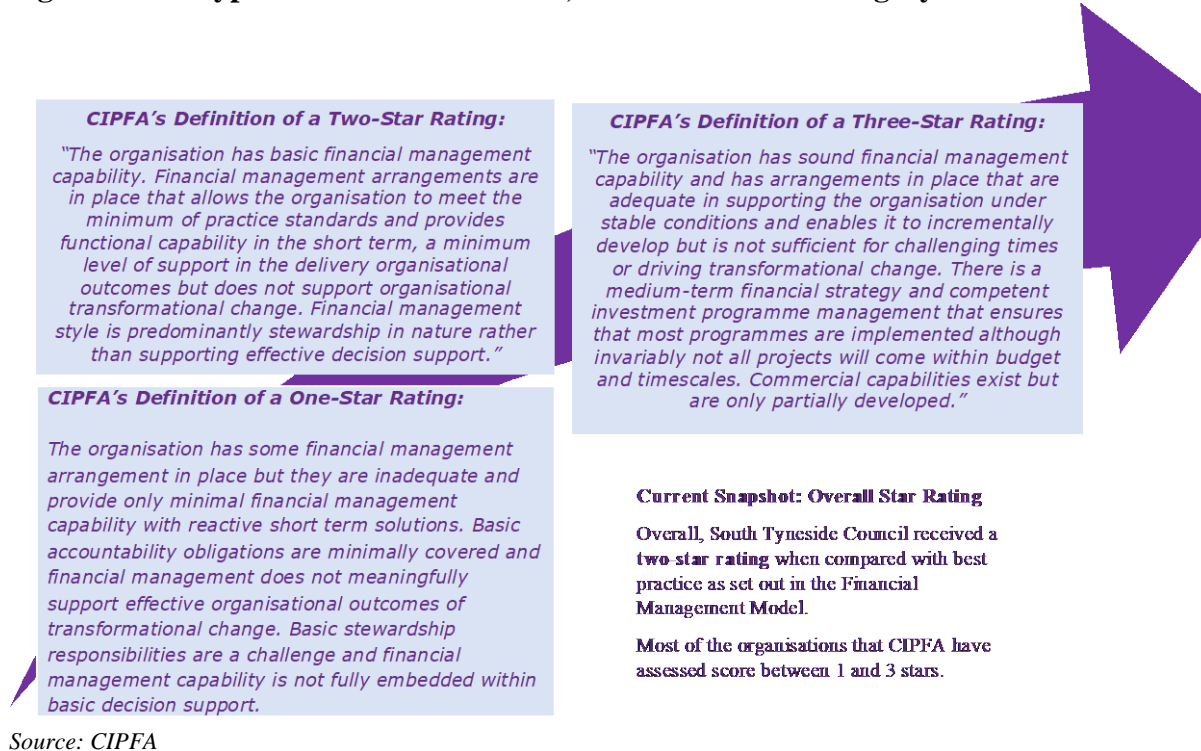 CIPFA's Definition of a Two-Star Rating:
"The organisation has basic financial management
capability. Financial management arrangements are
in place that allows the organisation to meet the
minimum of practice standards and provides
functional capability in the short term, a minimum
level of support in the delivery organisational
outcomes but does not support organisational
transformational change. Financial management
style is predominantly stewardship in nature rather
than supporting effective decision support."
CIPFA's Definition of a One-Star Rating:
The organisation has some financial management
arrangement in place but they are inadequate and
provide only minimal financial management
capability with reactive short term solutions. Basic
accountability obligations are minimally covered and
financial management does not meaningfully
support effective organisational outcomes of
transformational change. Basic stewardship
responsibilities are a challenge and financial
management capability is not fully embedded within
basic decision support.
CIPFA's Definition of a Three-Star Rating:
"The organisation has sound financial management
capability and has arrangements in place that are
adequate in supporting the organisation under
stable conditions and enables it to incrementally
develop but is not sufficient for challenging times
or driving transformational change. There is a
medium-term financial strategy and competent
investment programme management that ensures
that most programmes are implemented although
invariably not all projects will come within budget
and timescales. Commercial capabilities exist but
are only partially developed."
Current Snapshot: Overall Star Rating
Overall, South Tyneside Council received a
two-star rating when compared with best
practice as set out in the Financial
Management Model.
Most of the organisations that CIPFA have
assessed score between 1 and 3 stars.
Source: CIPFA